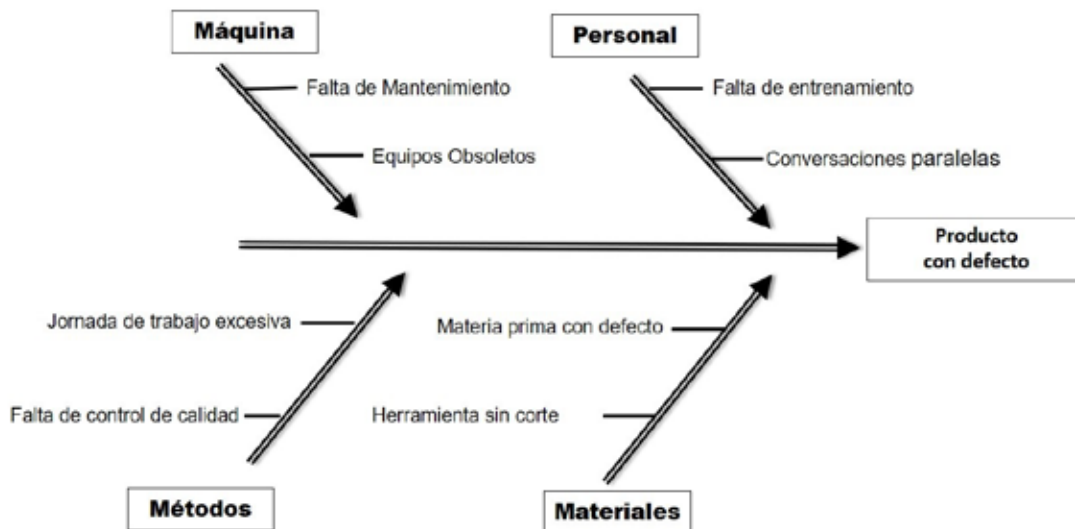 Máquina
Personal
Falta de Mantenimiento
Falta de entrenamiento
Equipos Obsoletos
Conversaciones paralelas
Producto
con defecto
Jornada de trabajo excesiva
Materia prima con defecto
Falta de control de calidad
Herramienta sin corte
Métodos
Materiales